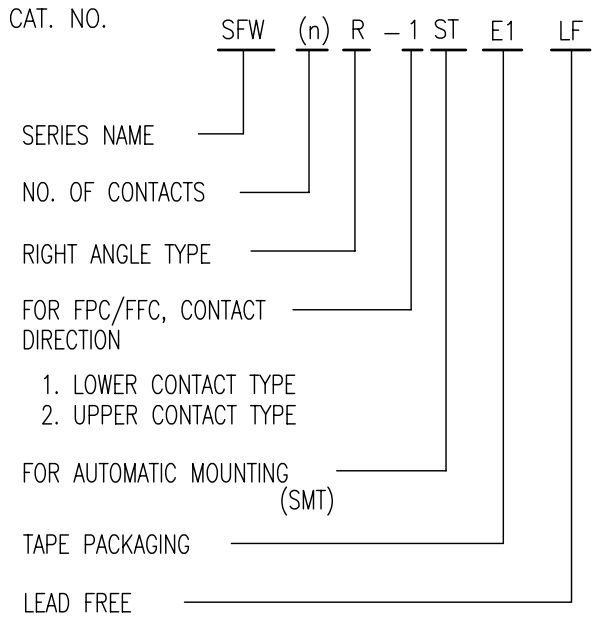 CAT. NO.
SFW (n) R - 1 ST E1 LF
SERIES NAME
NO. OF CONTACTS
RIGHT ANGLE TYPE
FOR FPC/FFC, CONTACT
DIRECTION
1. LOWER CONTACT TYPE
2. UPPER CONTACT TYPE
FOR AUTOMATIC MOUNTING
(SMT)
TAPE PACKAGING
LEAD FREE